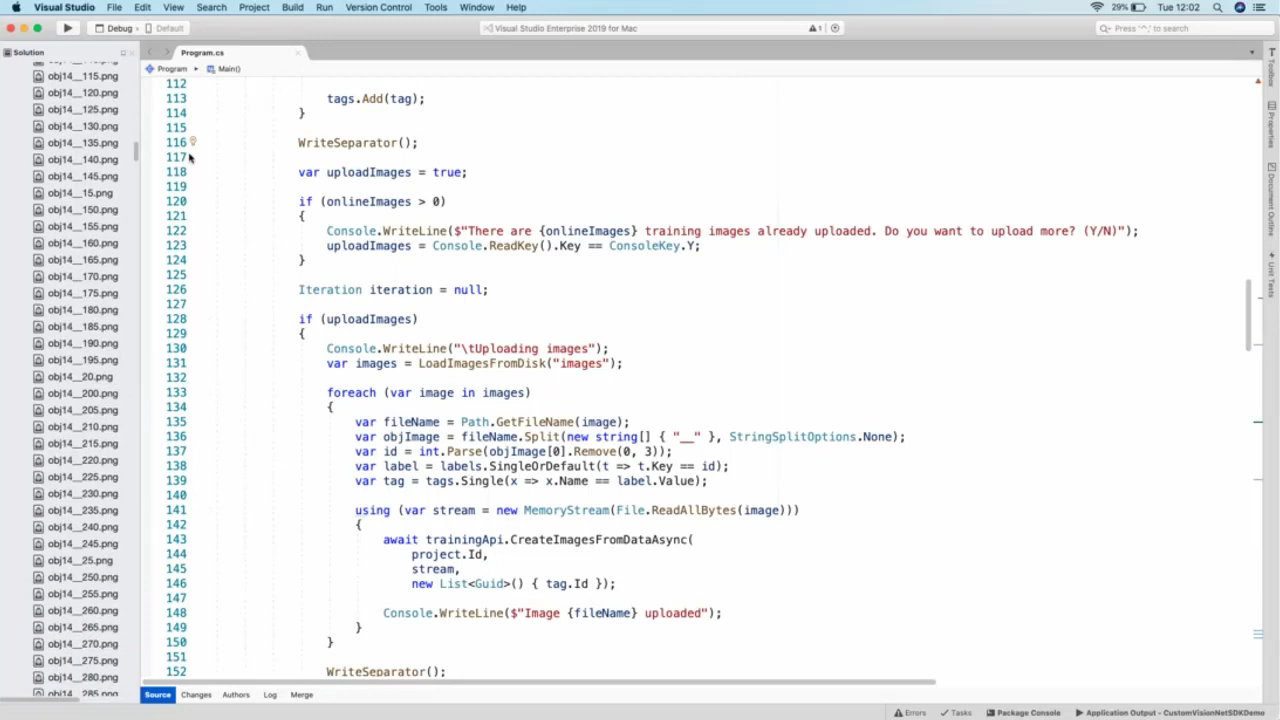 Visual Studio File Edit View Search Project Build Run Version Control Tools Window Help 29% Tue 12:02
Debug Default Visual Studio Enterprise 2019 for Mac 1 Press '^,' to search
Solution
Program.cs
Program Main()
obj14__115.png
obj14__120.png
obj14__125.png
obj14__130.png
obj14__135.png
obj14__140.png
obj14__145.png
obj14__15.png
obj14__150.png
obj14__155.png
obj14__160.png
obj14__165.png
obj14__170.png
obj14__175.png
obj14__180.png
obj14__185.png
obj14__190.png
obj14__195.png
obj14__20.png
obj14__200.png
obj14__205.png
obj14__210.png
obj14__215.png
obj14__220.png
obj14__225.png
obj14__230.png
obj14__235.png
obj14__240.png
obj14__245.png
obj14__25.png
obj14__250.png
obj14__255.png
obj14__260.png
obj14__265.png
obj14__270.png
obj14__275.png
obj14__280.png
obj14__285.png
112
113 tags.Add(tag);
114 }
115
116 WriteSeparator();
117
118 var uploadImages = true;
119
120 if (onlineImages > 0)
121 {
122 Console.WriteLine($"There are {onlineImages} training images already uploaded. Do you want to upload more? (Y/N)");
123 uploadImages = Console.ReadKey().Key == ConsoleKey.Y;
124 }
125
126 Iteration iteration = null;
127
128 if (uploadImages)
129 {
130 Console.WriteLine("\tUploading images");
131 var images = LoadImagesFromDisk("images");
132
133 foreach (var image in images)
134 {
135 var fileName = Path.GetFileName(image);
136 var objImage = fileName.Split(new string[] { "__" }, StringSplitOptions.None);
137 var id = int.Parse(objImage[0].Remove(0, 3));
138 var label = labels.SingleOrDefault(t => t.Key == id);
139 var tag = tags.Single(x => x.Name == label.Value);
140
141 using (var stream = new MemoryStream(File.ReadAllBytes(image)))
142 {
143 await trainingApi.CreateImagesFromDataAsync(
144 project.Id,
145 stream,
146 new List<Guid>() { tag.Id });
147
148 Console.WriteLine($"Image {fileName} uploaded");
149 }
150 }
151
152 WriteSeparator();
Toolbox
Properties
Document Outline
Unit Tests
Source Changes Authors Log Merge
Errors Tasks Package Console Application Output - CustomVisionNetSDKDemo